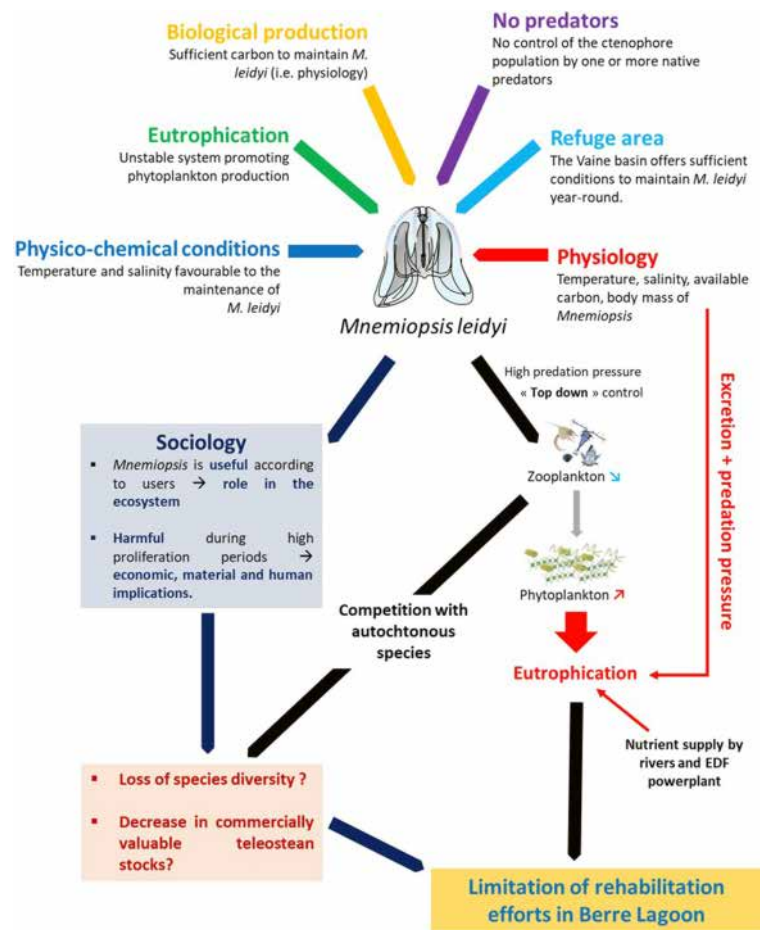 Biological production
Sufficient carbon to maintain M.
leidyi (i.e. physiology)
No predators
No control of the ctenophore
population by one or more native
predators
Eutrophication
Unstable system promoting
phytoplankton production
Refuge area
The Vaine basin offers sufficient
conditions to maintain M. leidyi
year-round.
Physico-chemical conditions
Temperature and salinity favourable to the
maintenance of
M. leidyi
Physiology
Temperature, salinity, available
carbon, body mass of
Mnemiopsis
Mnemiopsis leidyi
High predation pressure
« Top down » control
Excretion + predation pressure
Sociology
▪ Mnemiopsis is useful according
to users → role in the
ecosystem
▪ Harmful during high
proliferation periods →
economic, material and human
implications.
Zooplankton ↘
Phytoplankton ↗
Competition with
autochtonous
species
Eutrophication
Nutrient supply by
rivers and EDF
powerplant
▪ Loss of species diversity ?
▪ Decrease in commercially
valuable teleostean
stocks?
Limitation of rehabilitation
efforts in Berre Lagoon